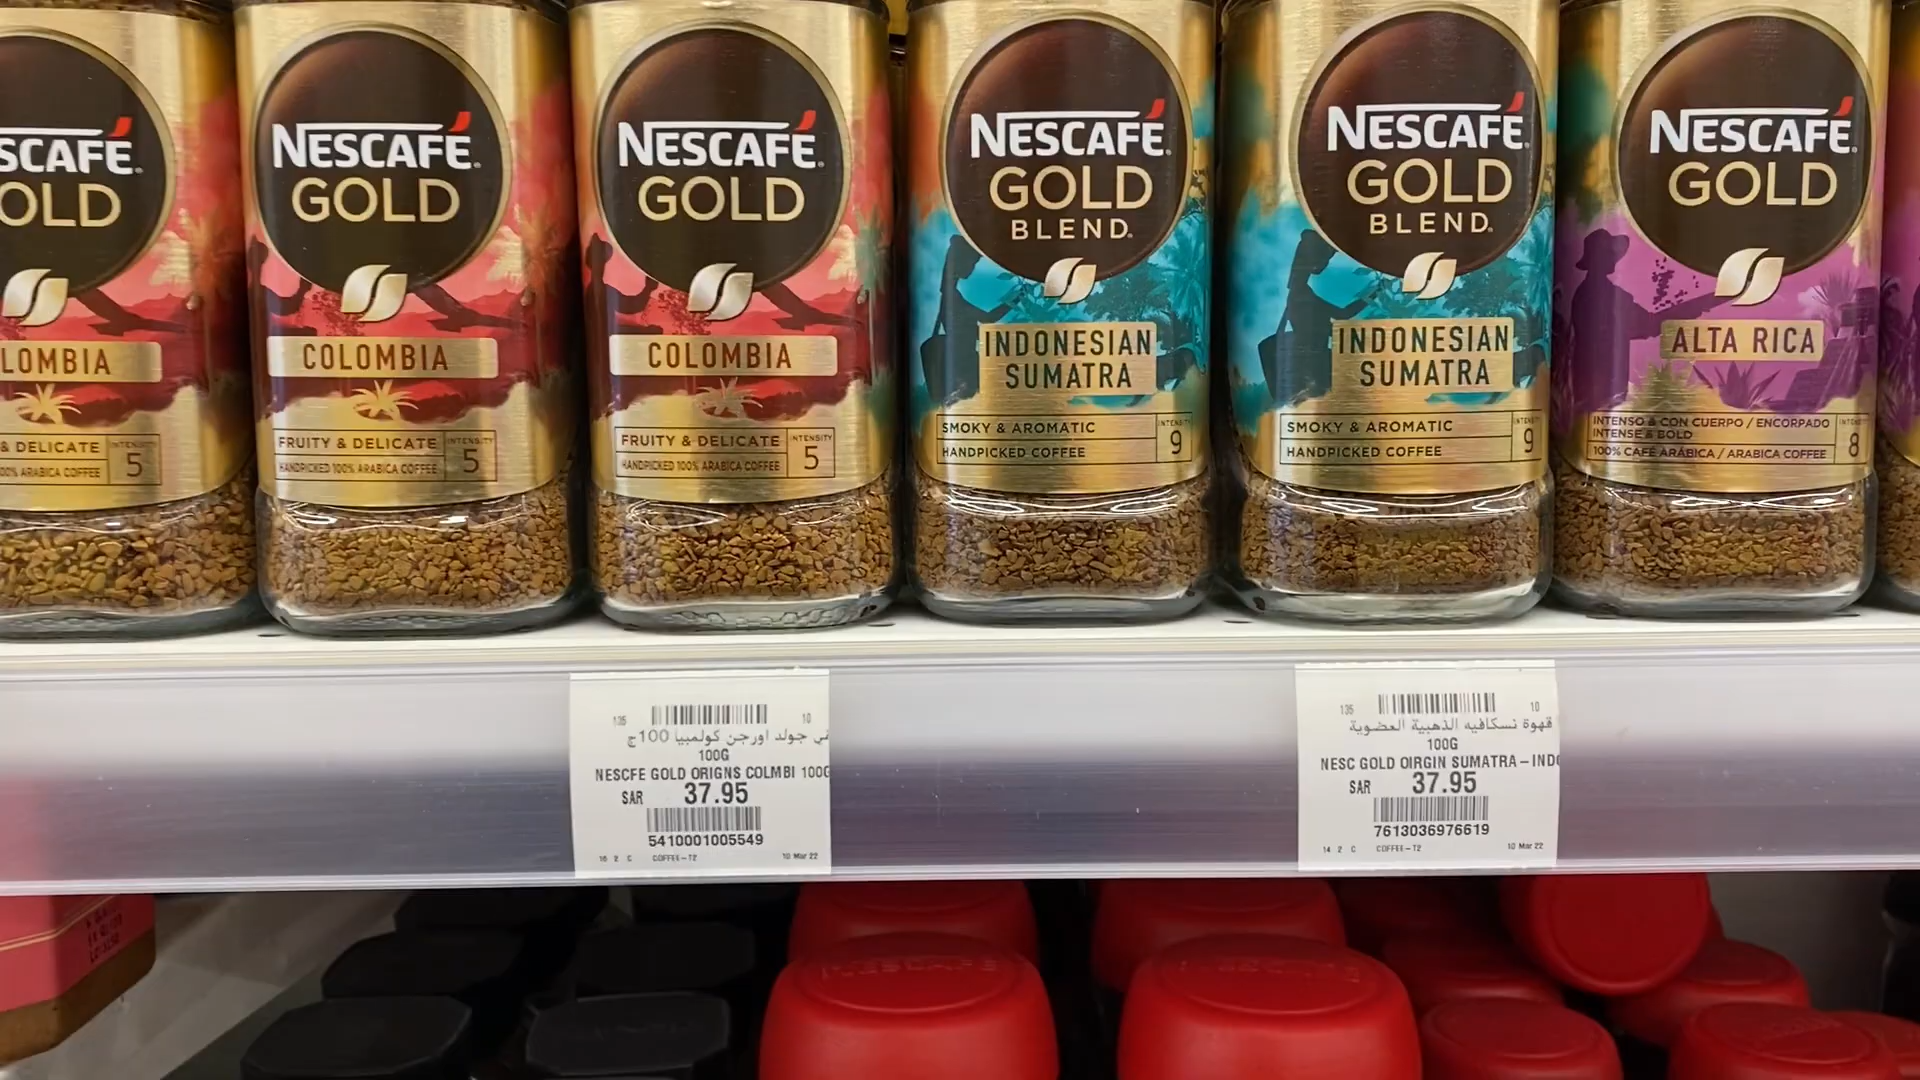 SCAFÉ
OLD
LOMBIA
& DELICATE
INTENSITY
5
00% ARABICA COFFEE
NESCAFÉ
GOLD
COLOMBIA
FRUITY & DELICATE
INTENSITY
5
HANDPICKED 100% ARABICA COFFEE
NESCAFÉ
GOLD
COLOMBIA
FRUITY & DELICATE
INTENSITY
5
HANDPICKED 100% ARABICA COFFEE
NESCAFÉ
GOLD
BLEND
INDONESIAN
SUMATRA
SMOKY & AROMATIC
INTENSITY
9
HANDPICKED COFFEE
NESCAFÉ
GOLD
BLEND
INDONESIAN
SUMATRA
SMOKY & AROMATIC
9
HANDPICKED COFFEE
NESCAFÉ
GOLD
ALTA RICA
INTENSO & CON CUERPO / ENCORPADO
INTENSE & BOLD
8
100% CAFÉ ARÁBICA / ARABICA COFFEE
135 10
ني جولد اورجن كولمبيا 100ج
100G
NESCFE GOLD ORIGNS COLMBI 100G
SAR 37.95
5410001005549
16 2 C COFFEE-T2 10 Mar 22
135 10
قهوة نسكافيه الذهبية العضوية
100G
NESC GOLD OIRGIN SUMATRA-INDO
SAR 37.95
7613036976619
14 2 C COFFEE-T2 10 Mar 22